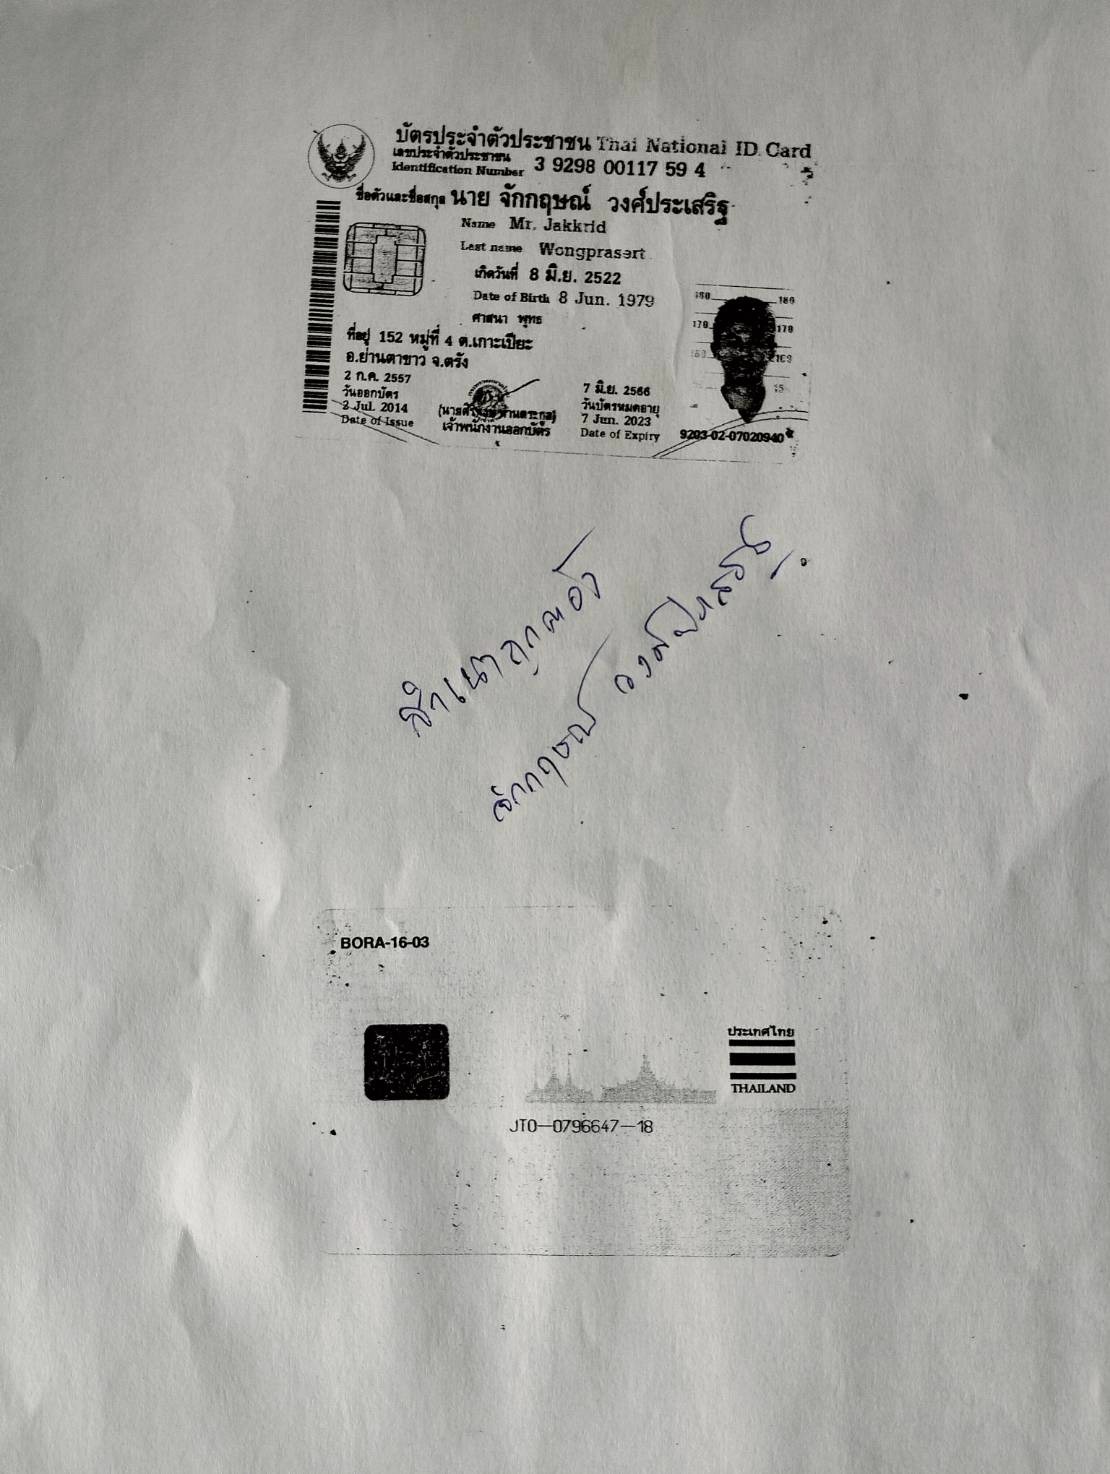 บัตรประจำตัวประชาชน Thai National ID Card
เลขประจำตัวประชาชน
Identification Number 3 9298 00117 59 4
ชื่อตัวและชื่อสกุล นาย จักกฤษณ์ วงศ์ประเสริฐ
Name Mr. Jakkrid
Last name Wongprasert
เกิดวันที่ 8 มิ.ย. 2522
Date of Birth 8 Jun. 1979
ศาสนา พุทธ
ที่อยู่ 152 หมู่ที่ 4 ต.เกาะเปียะ
อ.ย่านตาขาว จ.ตรัง
2 ก.ค. 2557
วันออกบัตร
2 Jul. 2014
Date of Issue
เจ้าพนักงานออกบัตร
7 มิ.ย. 2566
วันบัตรหมดอายุ
7 Jun. 2023
Date of Expiry
180 180
170 170
9203-02-07020940
สำเนาถูกต้อง
จักกฤษณ์ วงศ์ประเสริฐ
BORA-16-03
ประเทศไทย
THAILAND
JT0-0796647-18